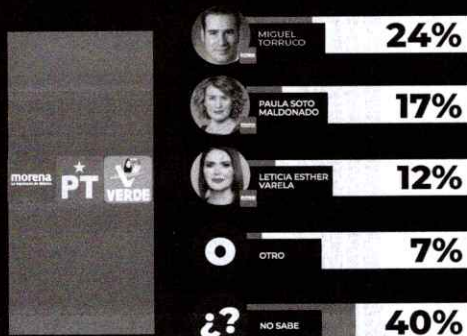 MIGUEL
TORRUCO
24%
PAULA SOTO
MALDONADO
17%
morena
PT
VERDE
LETICIA ESTHER
VARELA
12%
O
OTRO
7%
¿?
NO SABE
40%